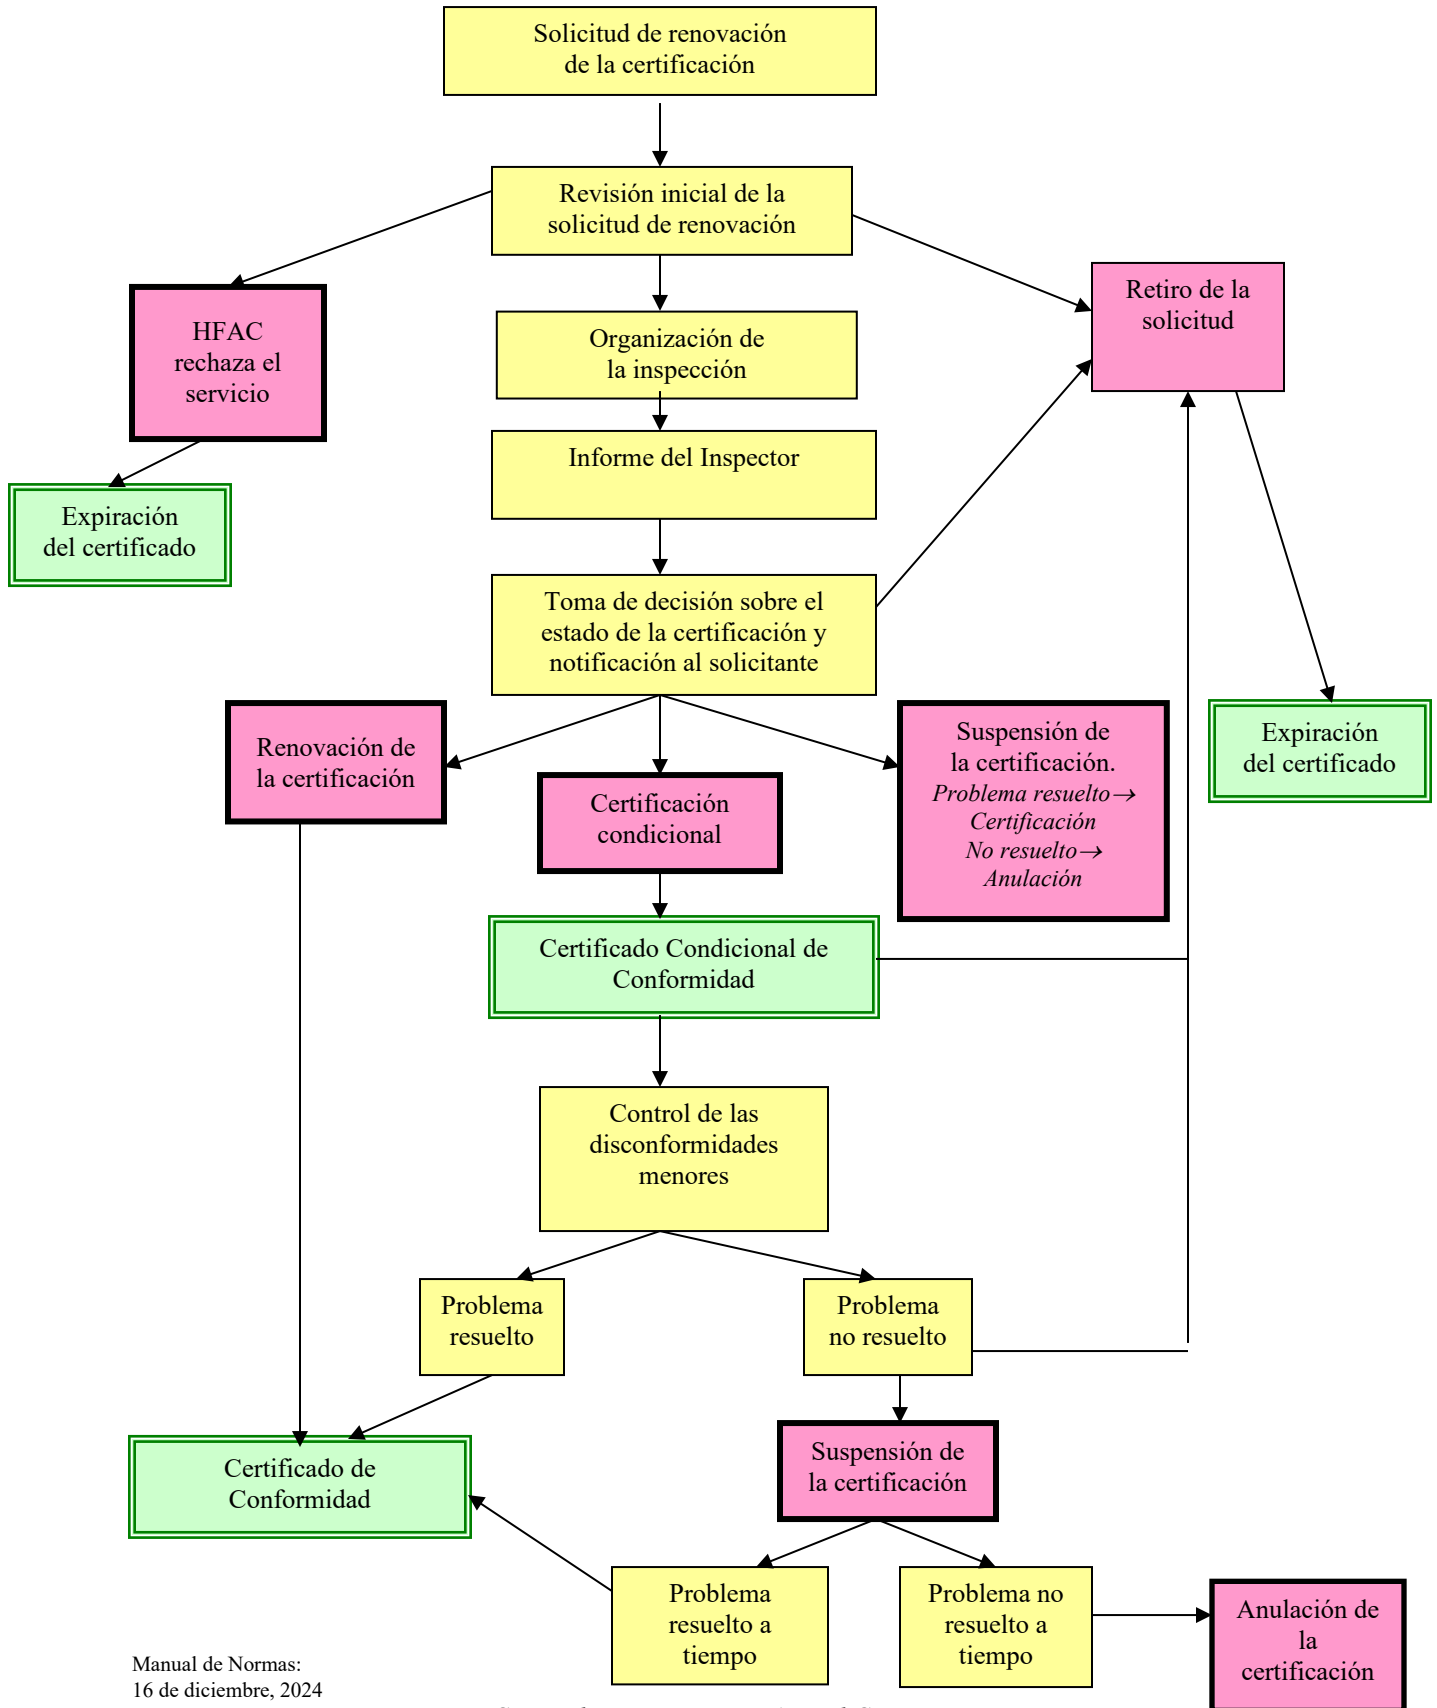 Solicitud de renovación
de la certificación
Revisión inicial de la
solicitud de renovación
Retiro de la
solicitud
HFAC
rechaza el
servicio
Organización de
la inspección
Informe del Inspector
Expiración
del certificado
Toma de decisión sobre el
estado de la certificación y
notificación al solicitante
Renovación de
la certificación
Certificación
condicional
Suspensión de
la certificación.
Problema resuelto→
Certificación
No resuelto→
Anulación
Expiración
del certificado
Certificado Condicional de
Conformidad
Control de las
disconformidades
menores
Problema
resuelto
Problema
no resuelto
Certificado de
Conformidad
Suspensión de
la certificación
Problema
resuelto a
tiempo
Problema no
resuelto a
tiempo
Anulación de
la
certificación
Manual de Normas:
16 de diciembre, 2024